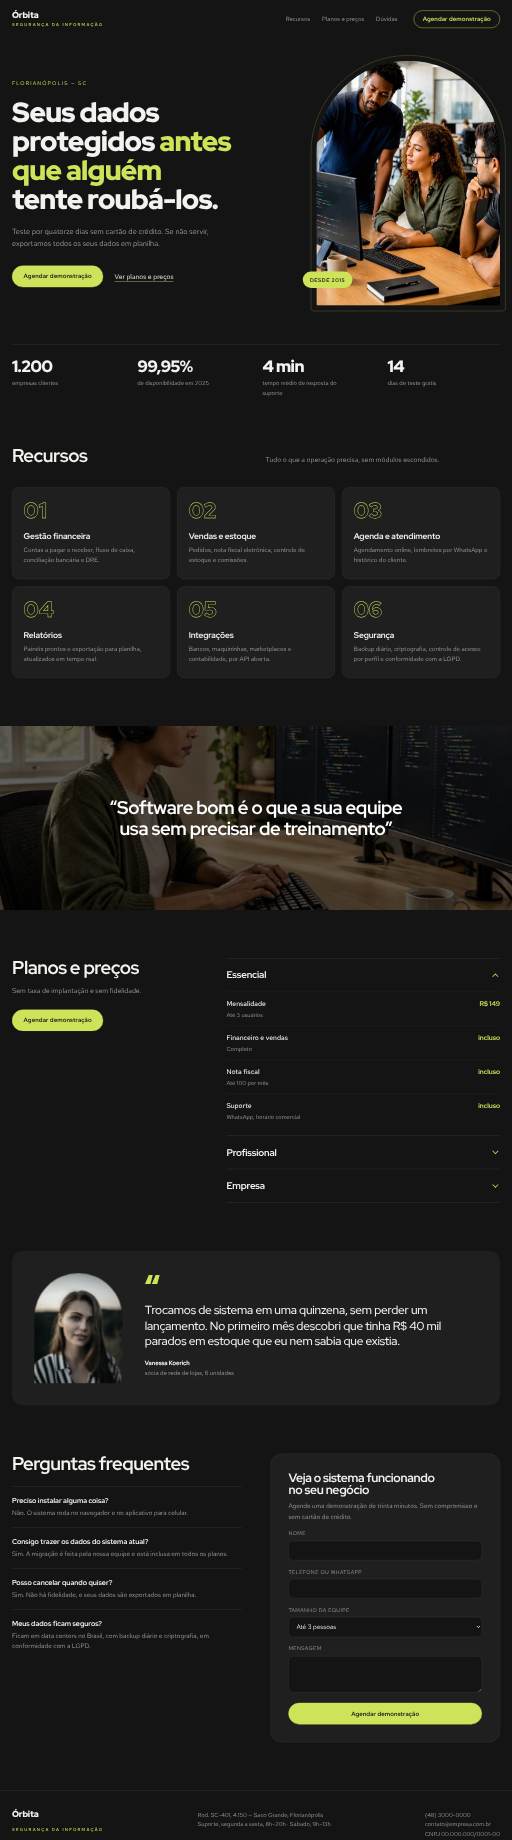 Órbita
SEGURANÇA DA INFORMAÇÃO
Recursos
Planos e preços
Dúvidas
Agendar demonstração
FLORIANÓPOLIS – SC
Seus dados
protegidos antes
que alguém
tente roubá-los.
Teste por quatorze dias sem cartão de crédito. Se não servir,
exportamos todos os seus dados em planilha.
Agendar demonstração
Ver planos e preços
DESDE 2015
1.200
empresas clientes
99,95%
de disponibilidade em 2025
4 min
tempo médio de resposta do
suporte
14
dias de teste grátis
Recursos
Tudo o que a operação precisa, sem módulos escondidos.
01
Gestão financeira
Contas a pagar e receber, fluxo de caixa,
conciliação bancária e DRE.
02
Vendas e estoque
Pedidos, nota fiscal eletrônica, controle de
estoque e comissões.
03
Agenda e atendimento
Agendamento online, lembretes por WhatsApp e
histórico do cliente.
04
Relatórios
Painéis prontos e exportação para planilha,
atualizados em tempo real.
05
Integrações
Bancos, maquininhas, marketplaces e
contabilidade, por API aberta.
06
Segurança
Backup diário, criptografia, controle de acesso
por perfil e conformidade com a LGPD.
“Software bom é o que a sua equipe
usa sem precisar de treinamento”
Planos e preços
Sem taxa de implantação e sem fidelidade.
Agendar demonstração
Essencial
Mensalidade
R$ 149
Até 3 usuários
Financeiro e vendas
incluso
Completo
Nota fiscal
incluso
Até 100 por mês
Suporte
incluso
WhatsApp, horário comercial
Profissional
Empresa
“
Trocamos de sistema em uma quinzena, sem perder um
lançamento. No primeiro mês descobri que tinha R$ 40 mil
parados em estoque que eu nem sabia que existia.
Vanessa Koerich
sócia de rede de lojas, 6 unidades
Perguntas frequentes
Preciso instalar alguma coisa?
Não. O sistema roda no navegador e no aplicativo para celular.
Consigo trazer os dados do sistema atual?
Sim. A migração é feita pela nossa equipe e está inclusa em todos os planos.
Posso cancelar quando quiser?
Sim. Não há fidelidade, e seus dados são exportados em planilha.
Meus dados ficam seguros?
Ficam em data centers no Brasil, com backup diário e criptografia, em
conformidade com a LGPD.
Veja o sistema funcionando
no seu negócio
Agende uma demonstração de trinta minutos. Sem compromisso e
sem cartão de crédito.
NOME
TELEFONE OU WHATSAPP
TAMANHO DA EQUIPE
Até 3 pessoas
MENSAGEM
Agendar demonstração
Órbita
SEGURANÇA DA INFORMAÇÃO
Rod. SC-401, 4.150 – Saco Grande, Florianópolis
Suporte, segunda a sexta, 8h–20h · Sábado, 9h–13h
(48) 3000-0000
contato@empresa.com.br
CNPJ 00.000.000/0001-00